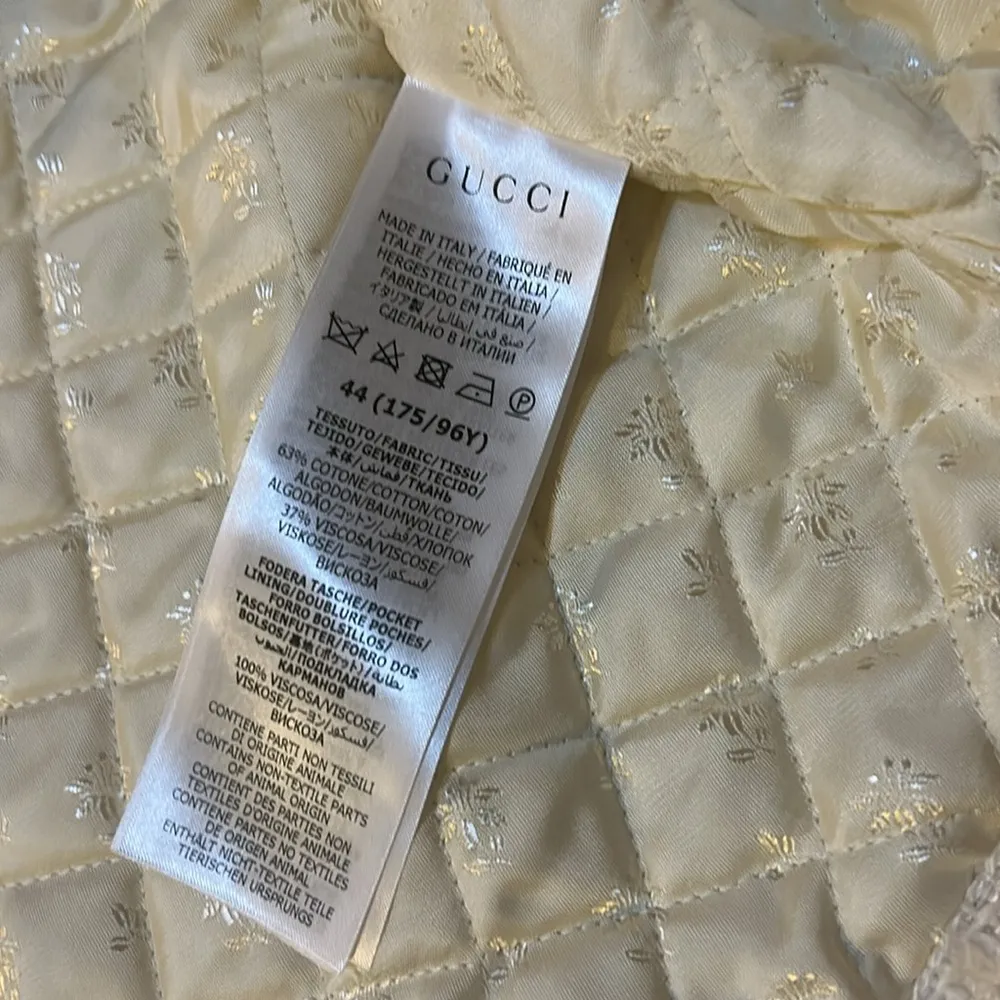 GUCCI
MADE IN ITALY / FABRIQUÉ EN
ITALIE / HECHO EN ITALIA /
HERGESTELLT IN ITALIEN /
FABRICADO EM ITÁLIA /
イタリア製 / صنع في ايطاليا /
СДЕЛАНО В ИТАЛИИ
P
44 (175/96Y)
TESSUTO/FABRIC/TISSU/
TEJIDO/GEWEBE/TECIDO/
本体/قماش/ТКАНЬ
63% COTONE/COTTON/COTON/
ALGODÓN/BAUMWOLLE/
ALGODÃO/コットン/قطن/ХЛОПОК
37% VISCOSA/VISCOSE/
VISKOSE/レーヨン/فسكوز/
ВИСКОЗА
FODERA TASCHE/POCKET
LINING/DOUBLURE POCHES/
FORRO BOLSILLOS/
TASCHENFUTTER/FORRO DOS
BOLSOS/裏地(ポケット)/بطانة
الجيوب/ПОДКЛАДКА
КАРМАНОВ
100% VISCOSA/VISCOSE/
VISKOSE/レーヨン/فسكوز/
ВИСКОЗА
CONTIENE PARTI NON TESSILI
DI ORIGINE ANIMALE
CONTAINS NON-TEXTILE PARTS
OF ANIMAL ORIGIN
CONTIENT DES PARTIES NON
TEXTILES D'ORIGINE ANIMALE
CONTIENE PARTES NO TEXTILES
DE ORIGEN ANIMAL
ENTHÄLT NICHT-TEXTILE TEILE
TIERISCHEN URSPRUNGS